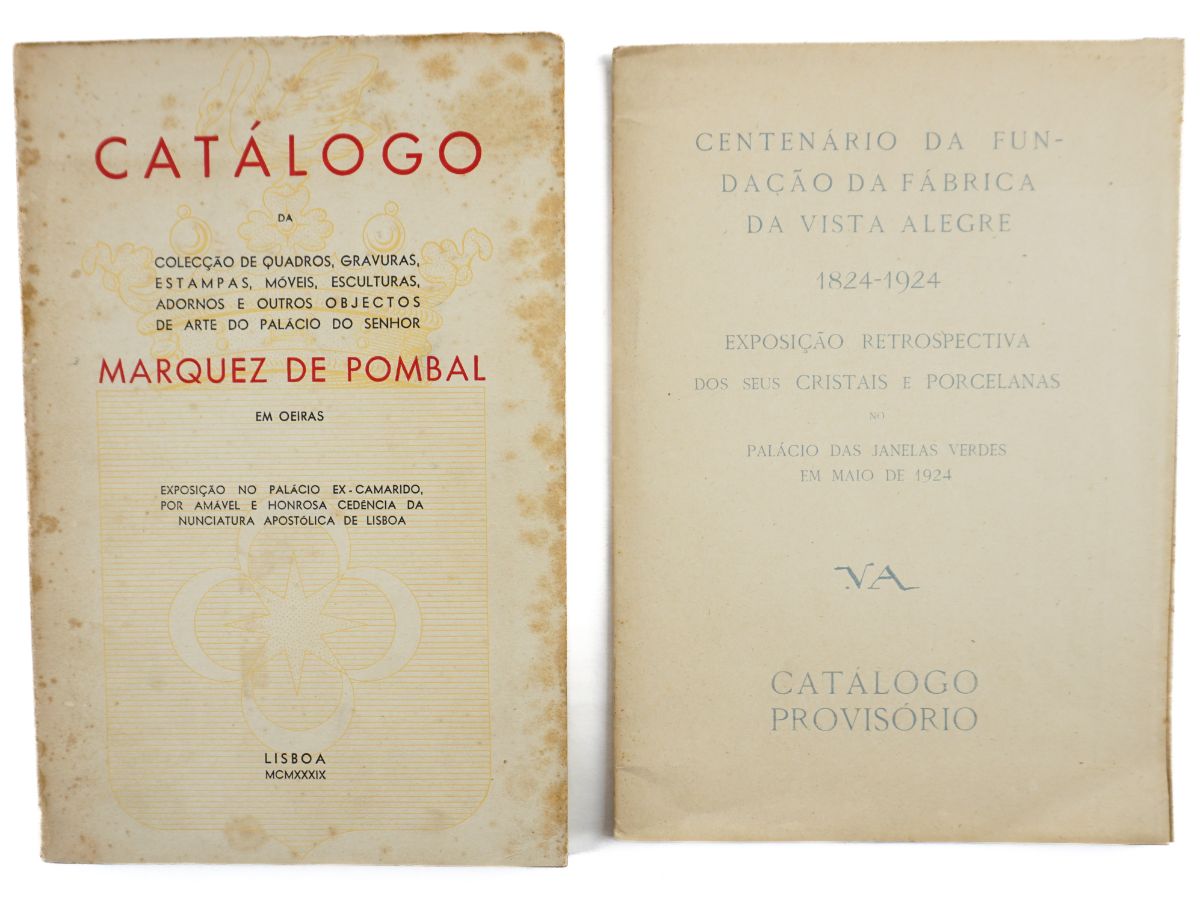 CATÁLOGO
DA
COLECÇÃO DE QUADROS, GRAVURAS,
ESTAMPAS, MÓVEIS, ESCULTURAS,
ADORNOS E OUTROS OBJECTOS
DE ARTE DO PALÁCIO DO SENHOR
MARQUEZ DE POMBAL
EM OEIRAS
EXPOSIÇÃO NO PALÁCIO EX-CAMARIDO,
POR AMÁVEL E HONROSA CEDÊNCIA DA
NUNCIATURA APOSTÓLICA DE LISBOA
LISBOA
MCMXXXIX
CENTENÁRIO DA FUN-
DAÇÃO DA FÁBRICA
DA VISTA ALEGRE
1824-1924
EXPOSIÇÃO RETROSPECTIVA
DOS SEUS CRISTAIS E PORCELANAS
NO
PALÁCIO DAS JANELAS VERDES
EM MAIO DE 1924
VA
CATÁLOGO
PROVISÓRIO